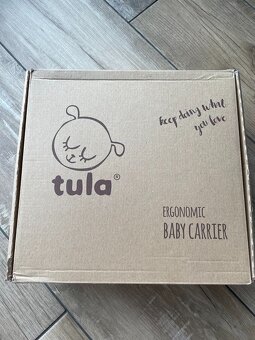 keep doing what
you love
tula®
ERGONOMIC
BABY CARRIER